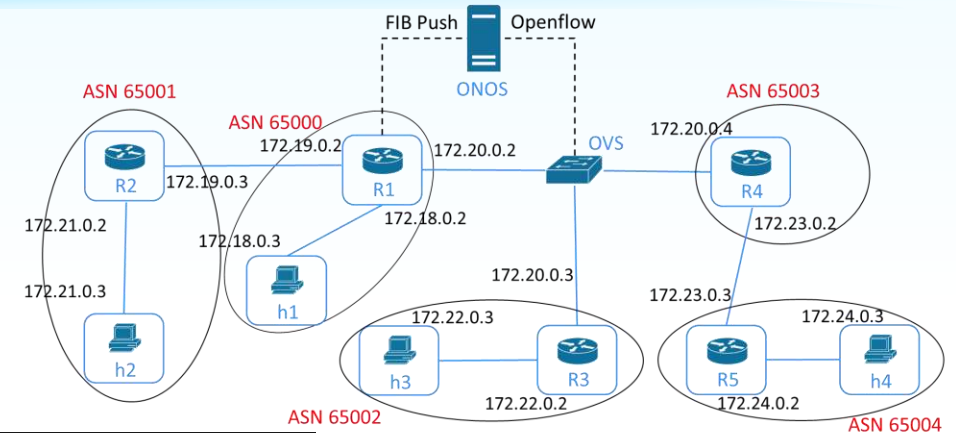 FIB Push
Openflow
ONOS
ASN 65001
ASN 65003
ASN 65000
172.19.0.2
172.20.0.2
OVS
172.20.0.4
R2
172.19.0.3
R1
R4
172.21.0.2
172.18.0.2
172.23.0.2
172.18.0.3
172.20.0.3
172.21.0.3
172.23.0.3
h1
172.22.0.3
172.24.0.3
h2
h3
R3
R5
h4
172.22.0.2
172.24.0.2
ASN 65002
ASN 65004